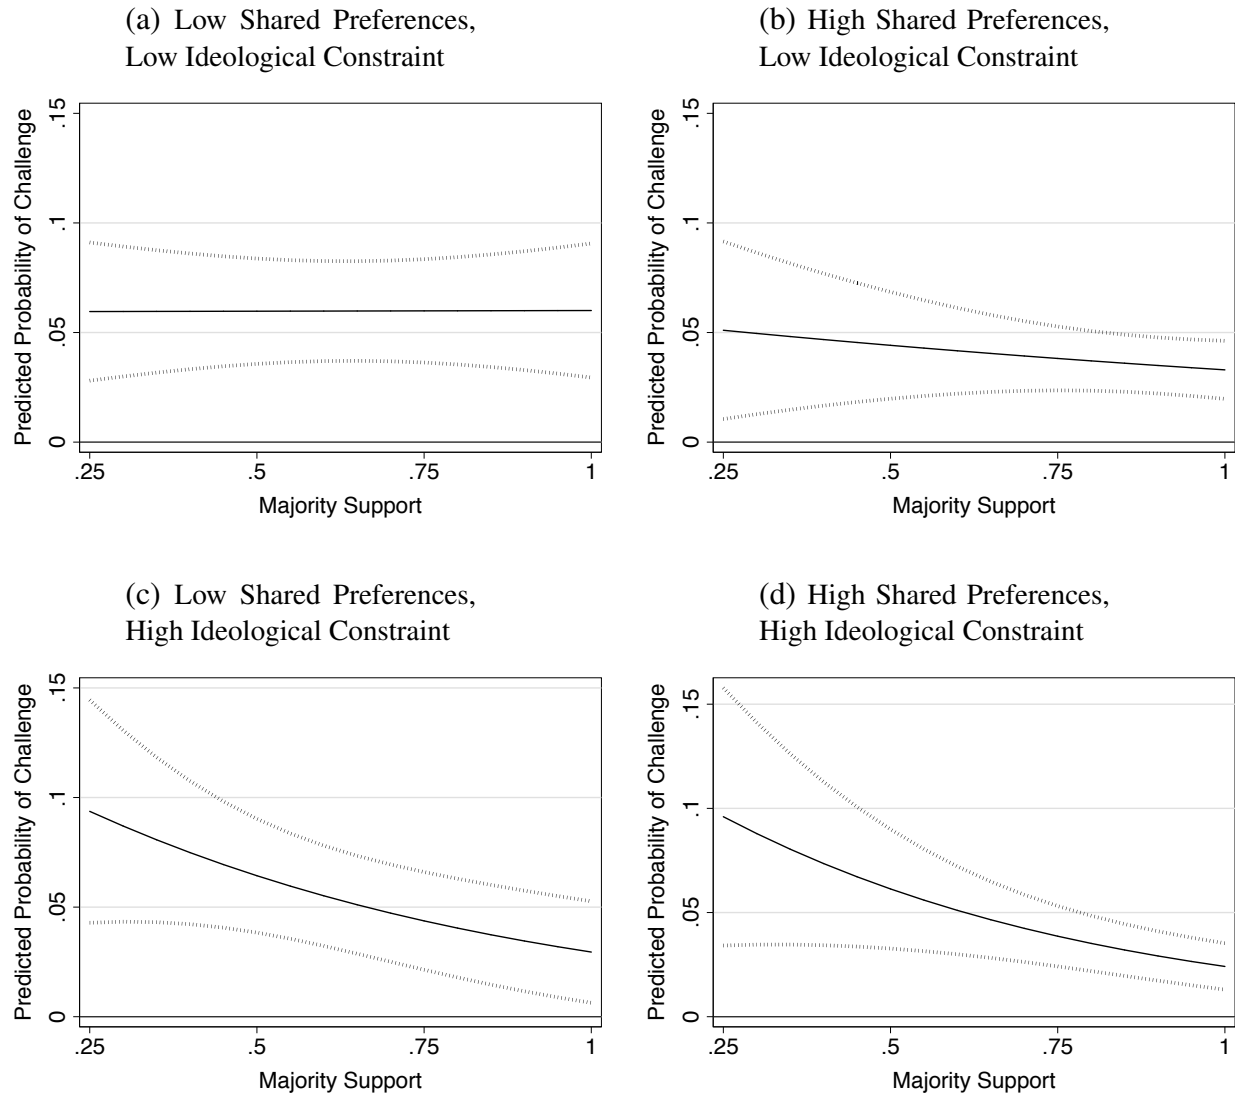 (a) Low Shared Preferences,
Low Ideological Constraint
Predicted Probability of Challenge
.15
.1
.05
0
.25
.5
.75
1
Majority Support
(b) High Shared Preferences,
Low Ideological Constraint
Predicted Probability of Challenge
.15
.1
.05
0
.25
.5
.75
1
Majority Support
(c) Low Shared Preferences,
High Ideological Constraint
Predicted Probability of Challenge
.15
.1
.05
0
.25
.5
.75
1
Majority Support
(d) High Shared Preferences,
High Ideological Constraint
Predicted Probability of Challenge
.15
.1
.05
0
.25
.5
.75
1
Majority Support